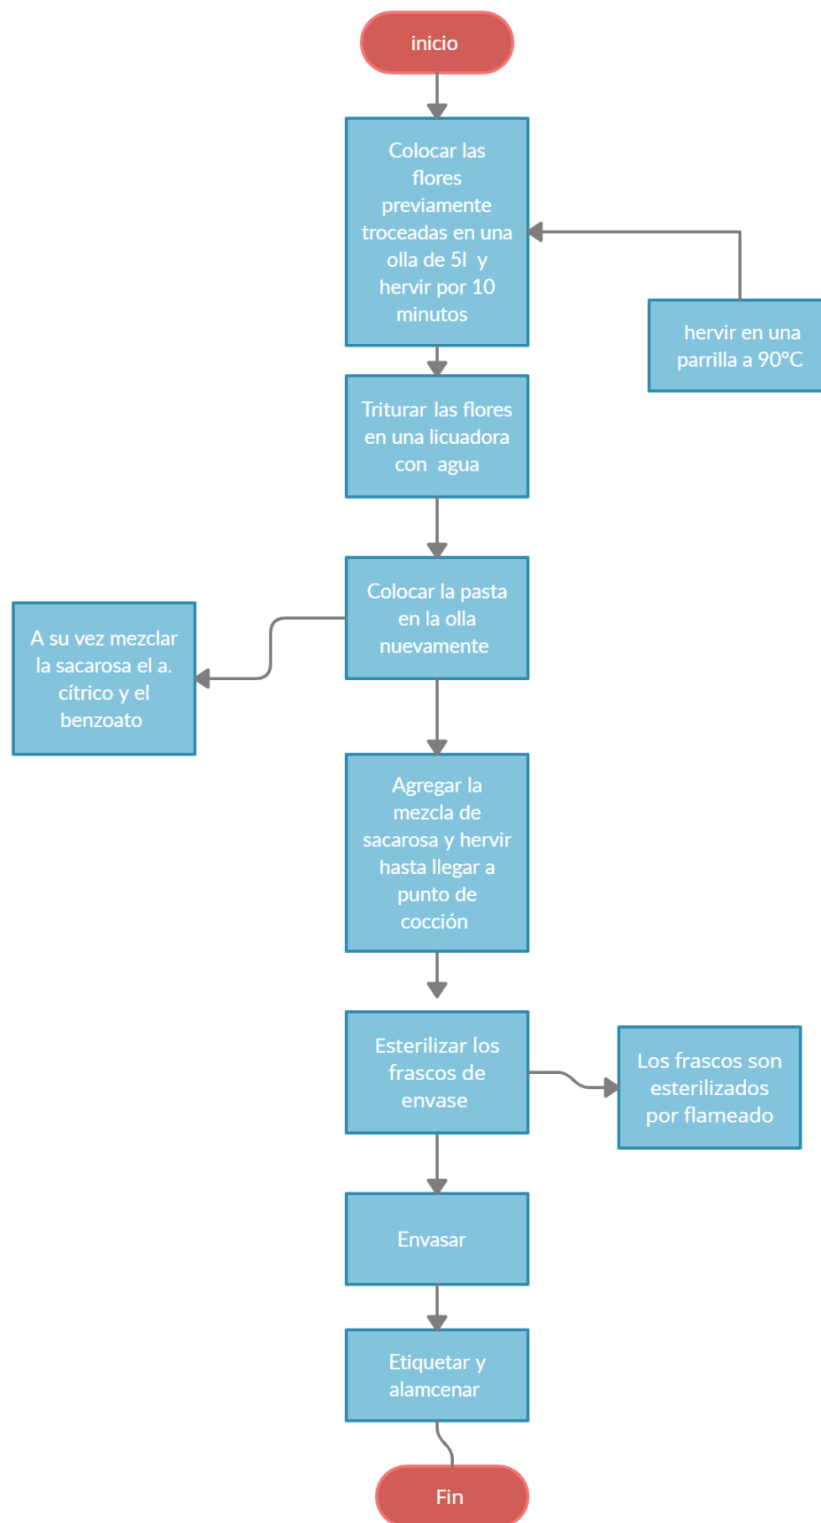 inicio
Colocar las
flores
previamente
troceadas en una
olla de 5l y
hervir por 10
minutos
hervir en una
parrilla a 90°C
Triturar las flores
en una licuadora
con agua
Colocar la pasta
en la olla
nuevamente
A su vez mezclar
la sacarosa el a.
cítrico y el
benzoato
Agregar la
mezcla de
sacarosa y hervir
hasta llegar a
punto de
cocción
Esterilizar los
frascos de
envase
Los frascos son
esterilizados
por flameado
Envasar
Etiquetar y
alamcenar
Fin